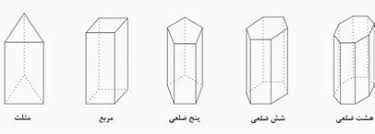 هشت ضلعی
شش ضلعی
پنج ضلعی
مربع
مثلث